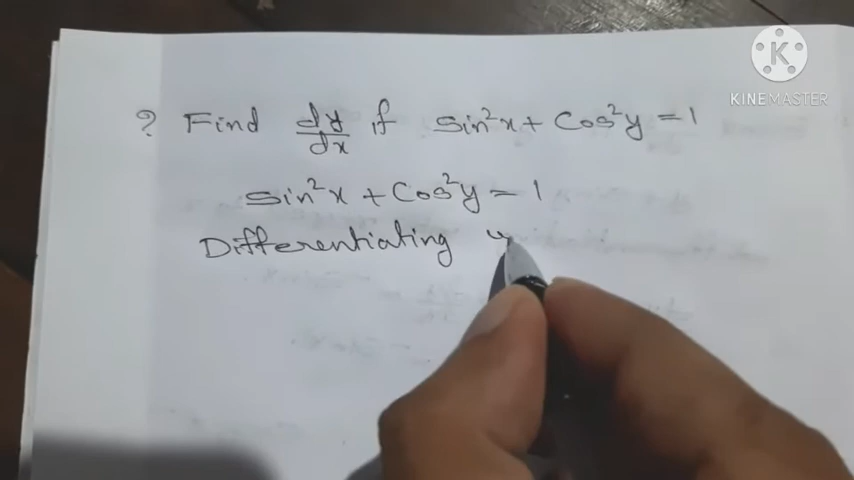 KINEMASTER
? Find dy/dx if sin²x + Cos²y = 1
sin²x + Cos²y = 1
Differentiating